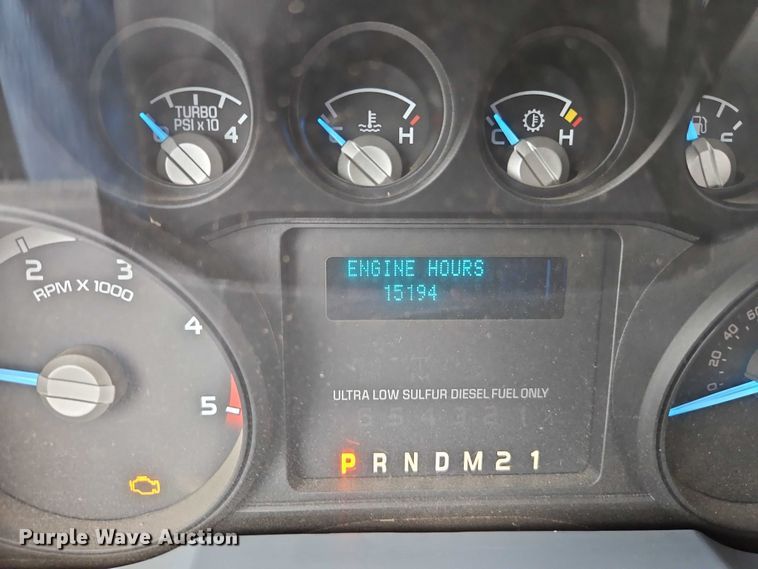 TURBO
PSI x 10
4
C H
C H
2 3
RPM X 1000
4
5
ENGINE HOURS
15194
0 20 40 60
ULTRA LOW SULFUR DIESEL FUEL ONLY
P R N D M 2 1
Purple Wave Auction